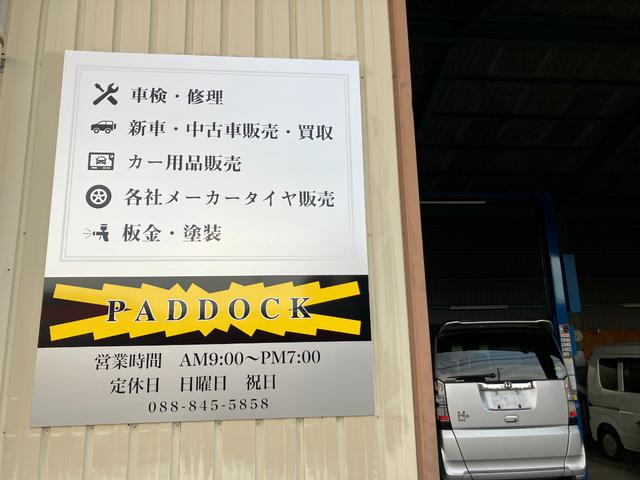 車検・修理
新車・中古車販売・買取
カー用品販売
各社メーカータイヤ販売
板金・塗装
PADDOCK
営業時間 AM9:00〜PM7:00
定休日 日曜日 祝日
088-845-5858